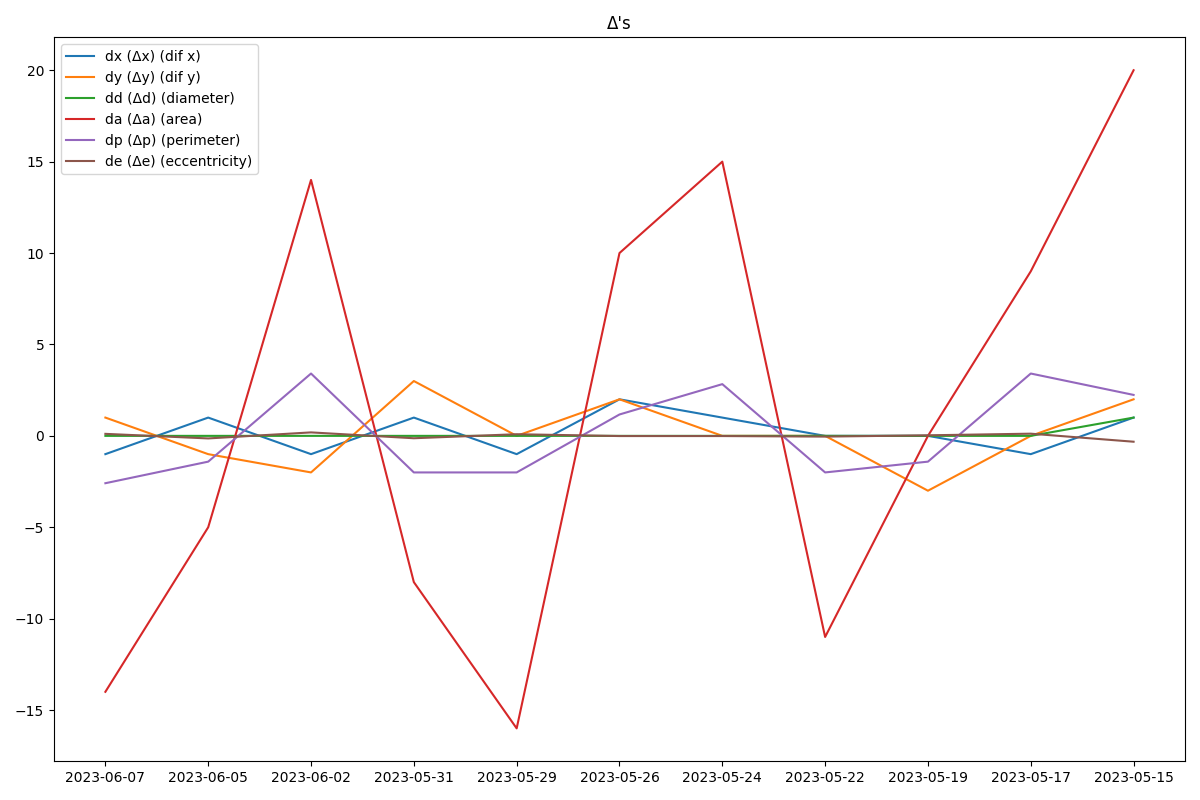 Δ's
dx (Δx) (dif x)
dy (Δy) (dif y)
dd (Δd) (diameter)
da (Δa) (area)
dp (Δp) (perimeter)
de (Δe) (eccentricity)
20
15
10
5
0
−5
−10
−15
2023-06-07 2023-06-05 2023-06-02 2023-05-31 2023-05-29 2023-05-26 2023-05-24 2023-05-22 2023-05-19 2023-05-17 2023-05-15